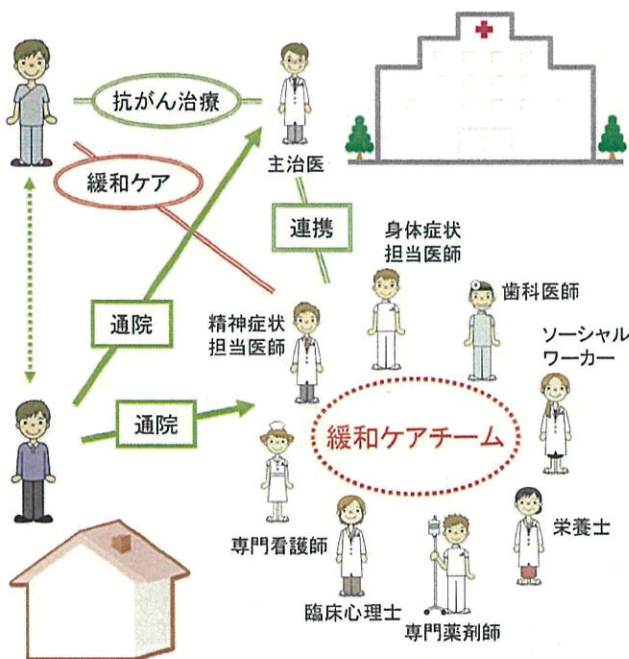 抗がん治療
主治医
緩和ケア
連携
身体症状
担当医師
歯科医師
通院
精神症状
担当医師
ソーシャル
ワーカー
通院
緩和ケアチーム
専門看護師
栄養士
臨床心理士
専門薬剤師